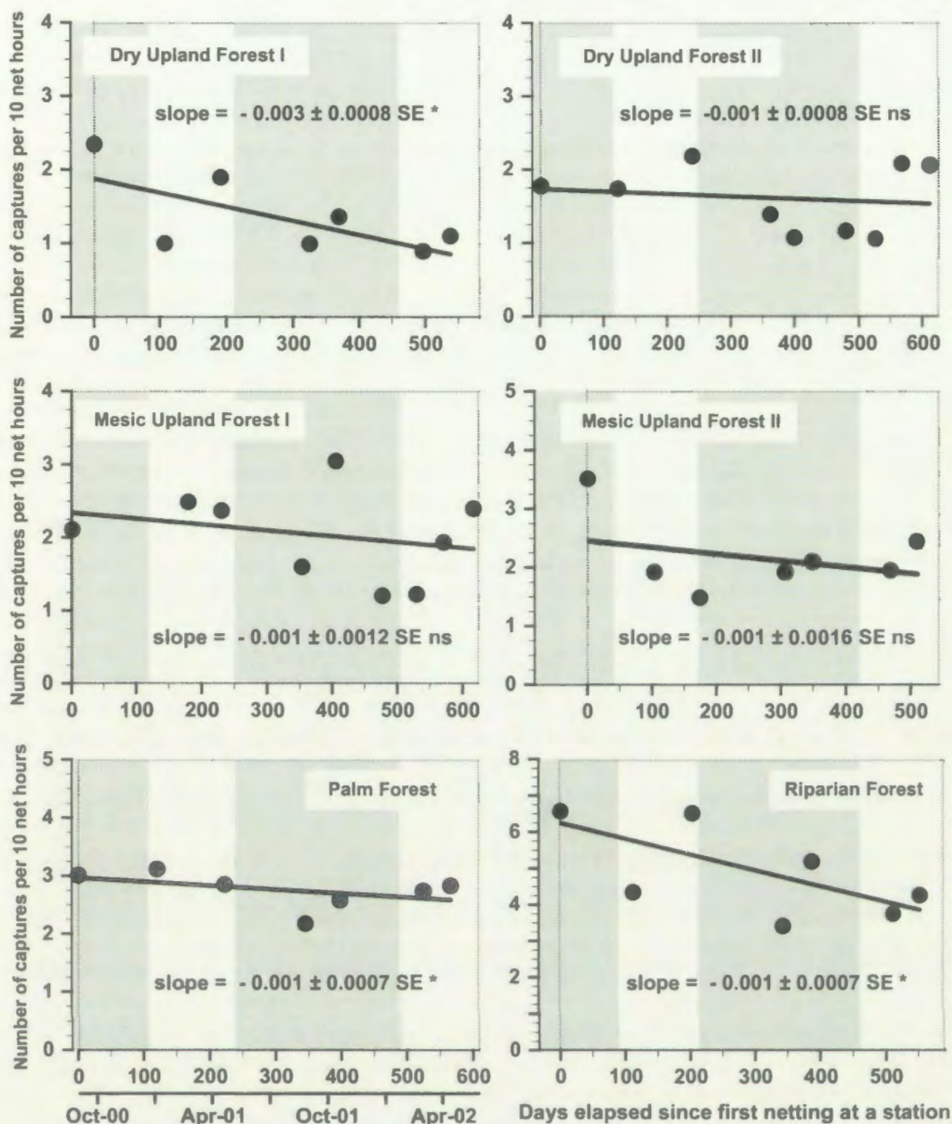 Number of captures per 10 net hours
4
3
2
1
0
Dry Upland Forest I
slope = - 0.003 ± 0.0008 SE *
0 100 200 300 400 500
4
3
2
1
0
Dry Upland Forest II
slope = -0.001 ± 0.0008 SE ns
0 100 200 300 400 500 600
Number of captures per 10 net hours
4
3
2
1
0
Mesic Upland Forest I
slope = - 0.001 ± 0.0012 SE ns
0 100 200 300 400 500 600
5
4
3
2
1
0
Mesic Upland Forest II
slope = - 0.001 ± 0.0016 SE ns
0 100 200 300 400 500
Number of captures per 10 net hours
5
4
3
2
1
0
Palm Forest
slope = - 0.001 ± 0.0007 SE *
0 100 200 300 400 500 600
Oct-00 Apr-01 Oct-01 Apr-02
8
6
4
2
0
Riparian Forest
slope = - 0.001 ± 0.0007 SE *
0 100 200 300 400 500
Days elapsed since first netting at a station